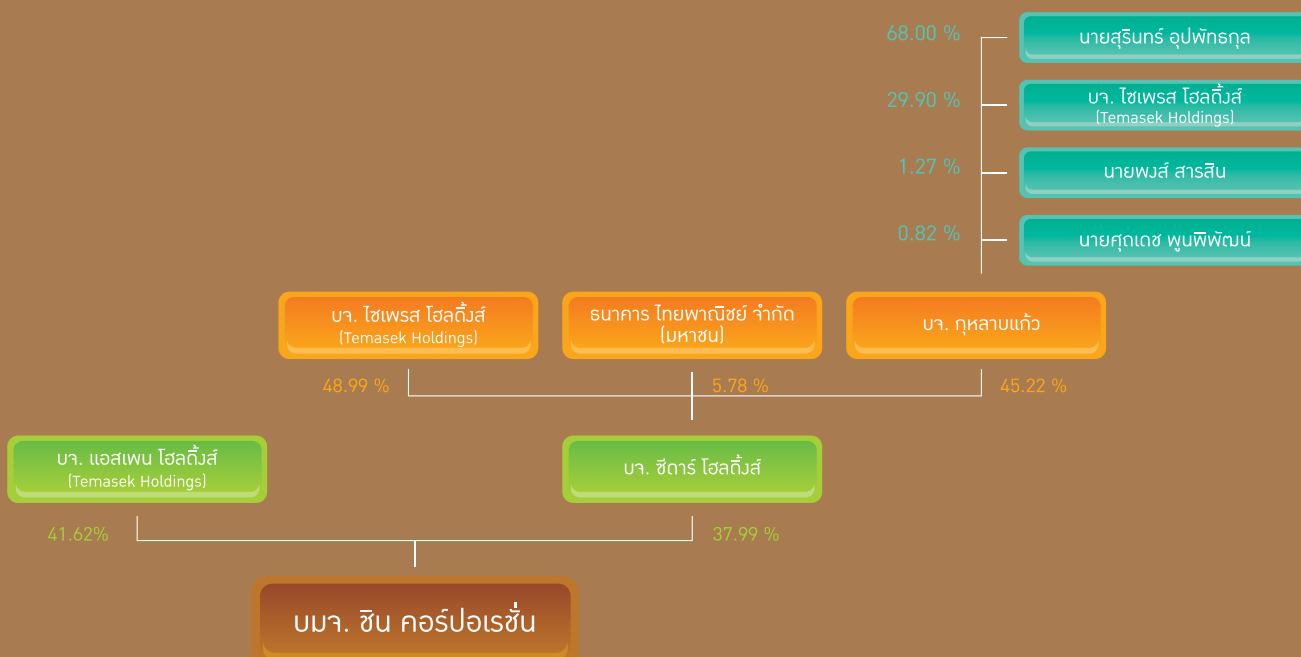 68.00 %
นายสุรินทร์ อุปพัทธกุล
29.90 %
บจ. ไซเพรส โฮลดิ้งส์
(Temasek Holdings)
1.27 %
นายพงส์ สารสิน
0.82 %
นายศุภเดช พูนพิพัฒน์
บจ. ไซเพรส โฮลดิ้งส์
(Temasek Holdings)
ธนาคาร ไทยพาณิชย์ จำกัด
(มหาชน)
บจ. กุหลาบแก้ว
48.99 %
5.78 %
45.22 %
บจ. แอสเพน โฮลดิ้งส์
(Temasek Holdings)
บจ. ซีดาร์ โฮลดิ้งส์
41.62%
37.99 %
บมจ. ชิน คอร์ปอเรชั่น